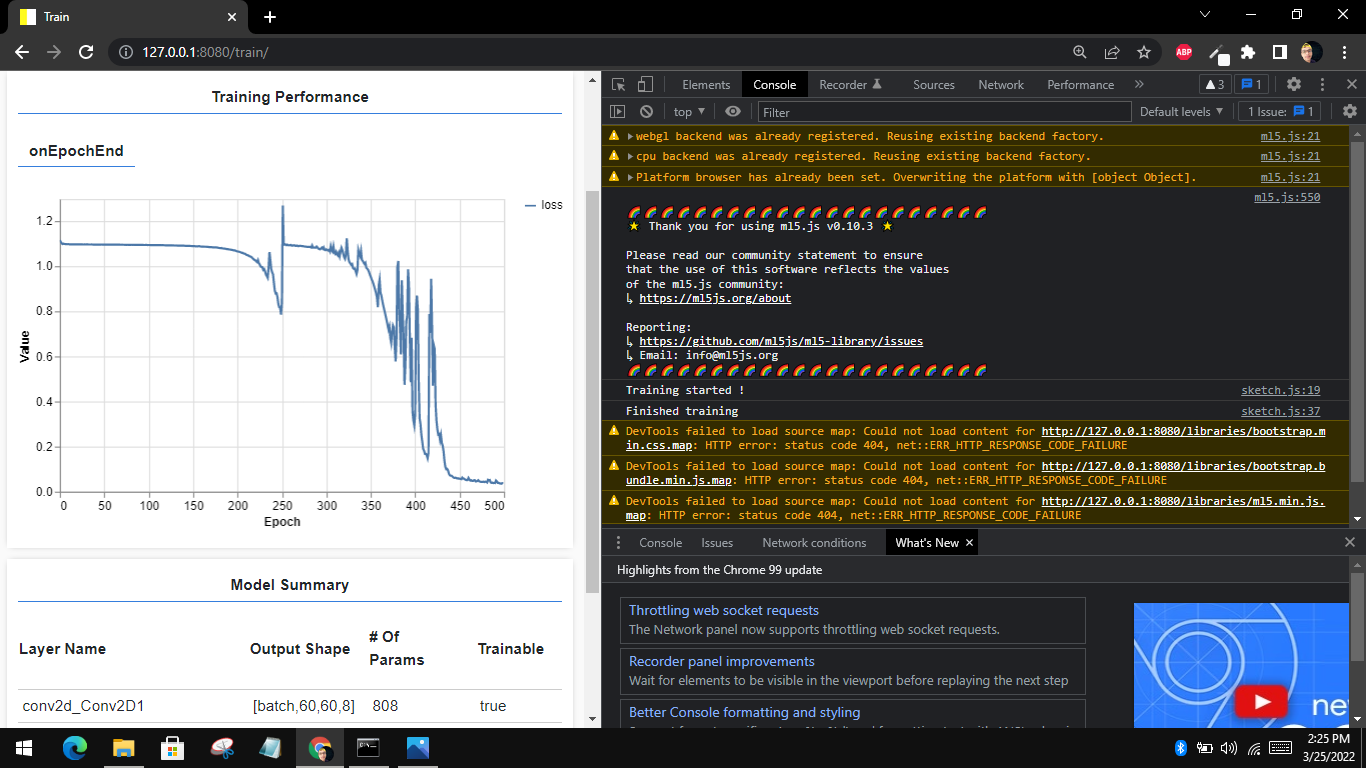 Train
127.0.0.1:8080/train/
ABP
Training Performance
onEpochEnd
loss
1.2
1.0
0.8
0.6
0.4
0.2
0.0
Value
0 50 100 150 200 250 300 350 400 450 500
Epoch
Model Summary
Layer Name Output Shape # Of Params Trainable
conv2d_Conv2D1 [batch,60,60,8] 808 true
Elements Console Recorder Sources Network Performance » 3 1
top Filter Default levels 1 Issue: 1
webgl backend was already registered. Reusing existing backend factory. ml5.js:21
cpu backend was already registered. Reusing existing backend factory. ml5.js:21
Platform browser has already been set. Overwriting the platform with [object Object]. ml5.js:21
ml5.js:550
Thank you for using ml5.js v0.10.3
Please read our community statement to ensure
that the use of this software reflects the values
of the ml5.js community:
↳ https://ml5js.org/about
Reporting:
↳ https://github.com/ml5js/ml5-library/issues
↳ Email: info@ml5js.org
Training started ! sketch.js:19
Finished training sketch.js:37
DevTools failed to load source map: Could not load content for http://127.0.0.1:8080/libraries/bootstrap.m
in.css.map: HTTP error: status code 404, net::ERR_HTTP_RESPONSE_CODE_FAILURE
DevTools failed to load source map: Could not load content for http://127.0.0.1:8080/libraries/bootstrap.b
undle.min.js.map: HTTP error: status code 404, net::ERR_HTTP_RESPONSE_CODE_FAILURE
DevTools failed to load source map: Could not load content for http://127.0.0.1:8080/libraries/ml5.min.js.
map: HTTP error: status code 404, net::ERR_HTTP_RESPONSE_CODE_FAILURE
Console Issues Network conditions What's New
Highlights from the Chrome 99 update
Throttling web socket requests
The Network panel now supports throttling web socket requests.
Recorder panel improvements
Wait for elements to be visible in the viewport before replaying the next step
Better Console formatting and styling
ne
2:25 PM
3/25/2022